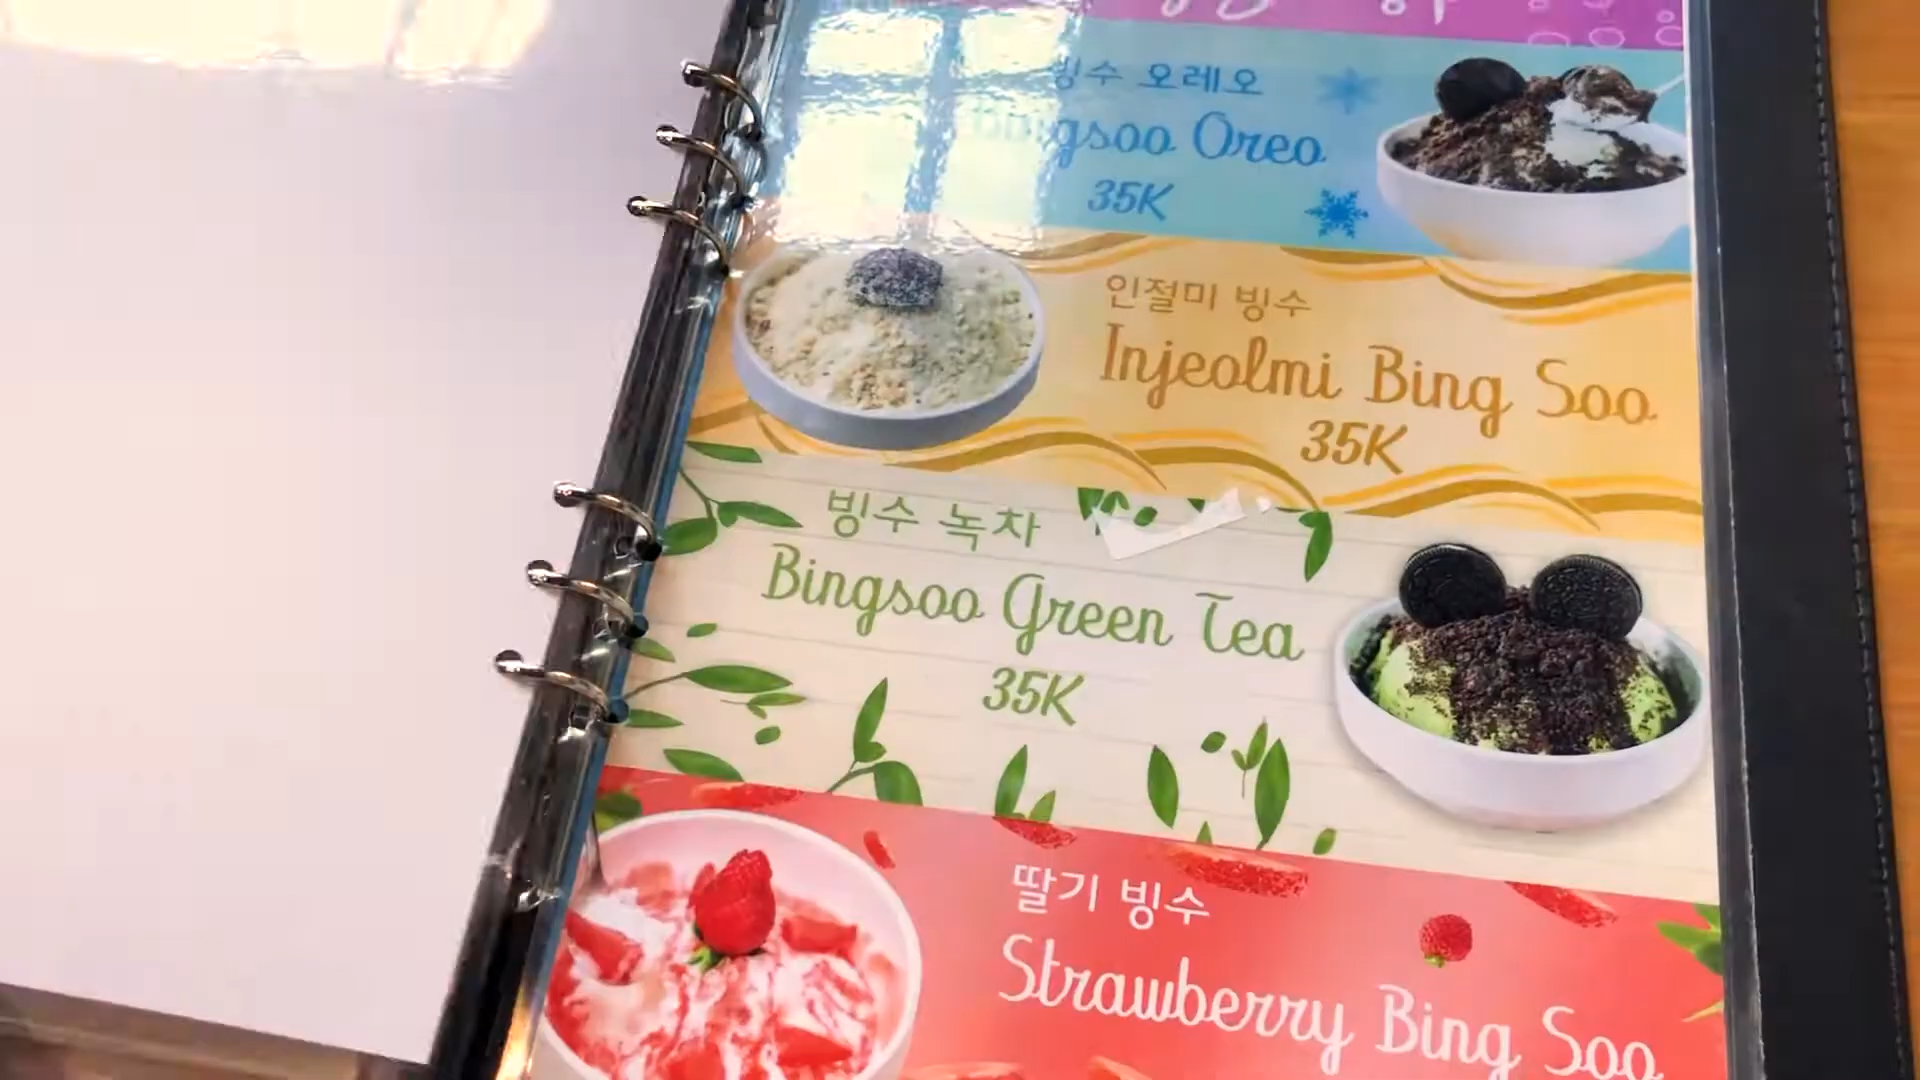 빙수 오레오
Bingsoo Oreo
35K
인절미 빙수
Injeolmi Bing Soo
35K
빙수 녹차
Bingsoo Green Tea
35K
딸기 빙수
Strawberry Bing Soo